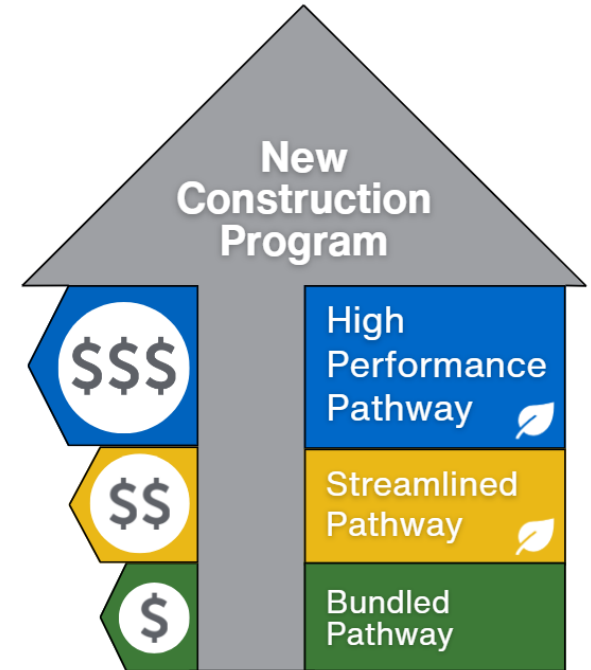 New
Construction
Program
$$$
High
Performance
Pathway
$$
Streamlined
Pathway
$
Bundled
Pathway